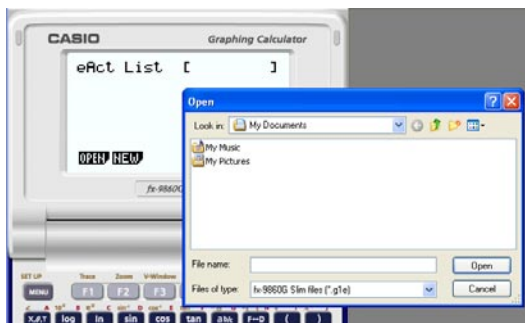 CASIO Graphing Calculator
eAct List [ ]
OPEN NEW
fx-9860G
Open
Look in: My Documents
My Music
My Pictures
File name:
Open
Files of type: fx-9860G Slim files (*.g1e)
Cancel
SET UP Trace Zoom V-Window
MENU F1 F2 F3
X,θ,T log ln sin cos tan F↔D ( )